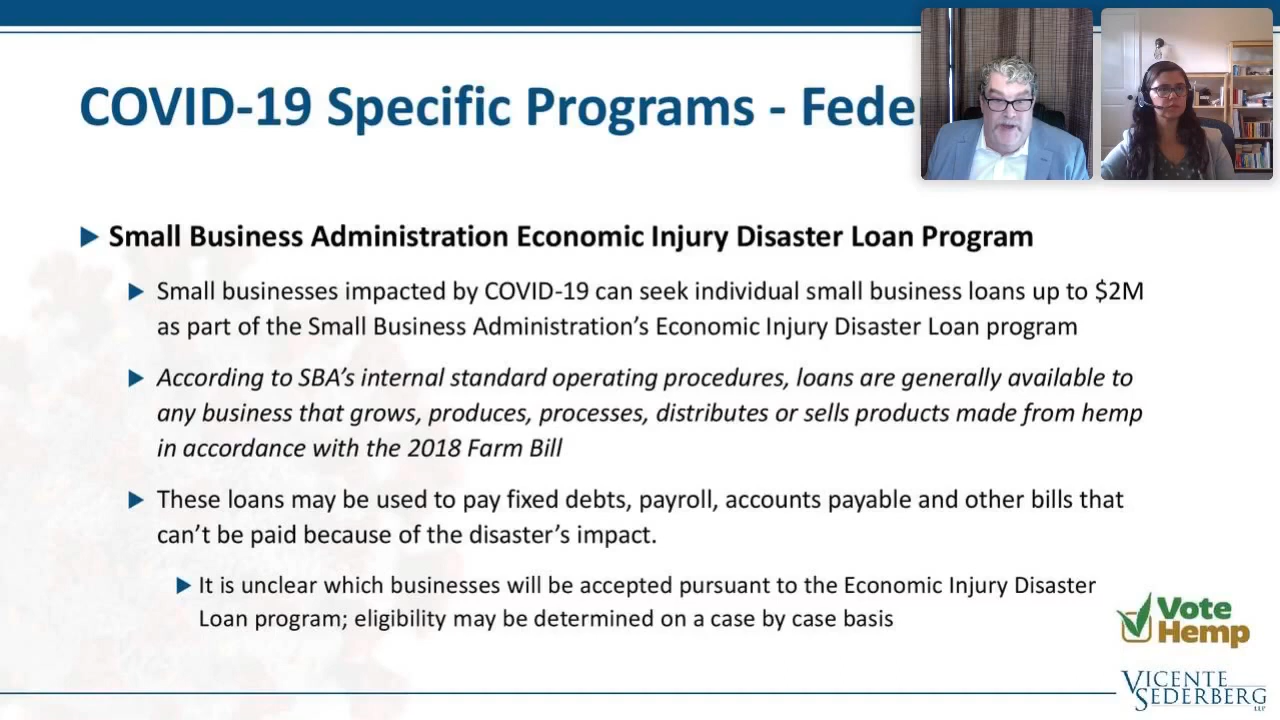 COVID-19 Specific Programs - Feder
Small Business Administration Economic Injury Disaster Loan Program
Small businesses impacted by COVID-19 can seek individual small business loans up to $2M
as part of the Small Business Administration’s Economic Injury Disaster Loan program
According to SBA’s internal standard operating procedures, loans are generally available to
any business that grows, produces, processes, distributes or sells products made from hemp
in accordance with the 2018 Farm Bill
These loans may be used to pay fixed debts, payroll, accounts payable and other bills that
can’t be paid because of the disaster’s impact.
It is unclear which businesses will be accepted pursuant to the Economic Injury Disaster
Loan program; eligibility may be determined on a case by case basis
Vote
Hemp
VICENTE
SEDERBERG
LLP